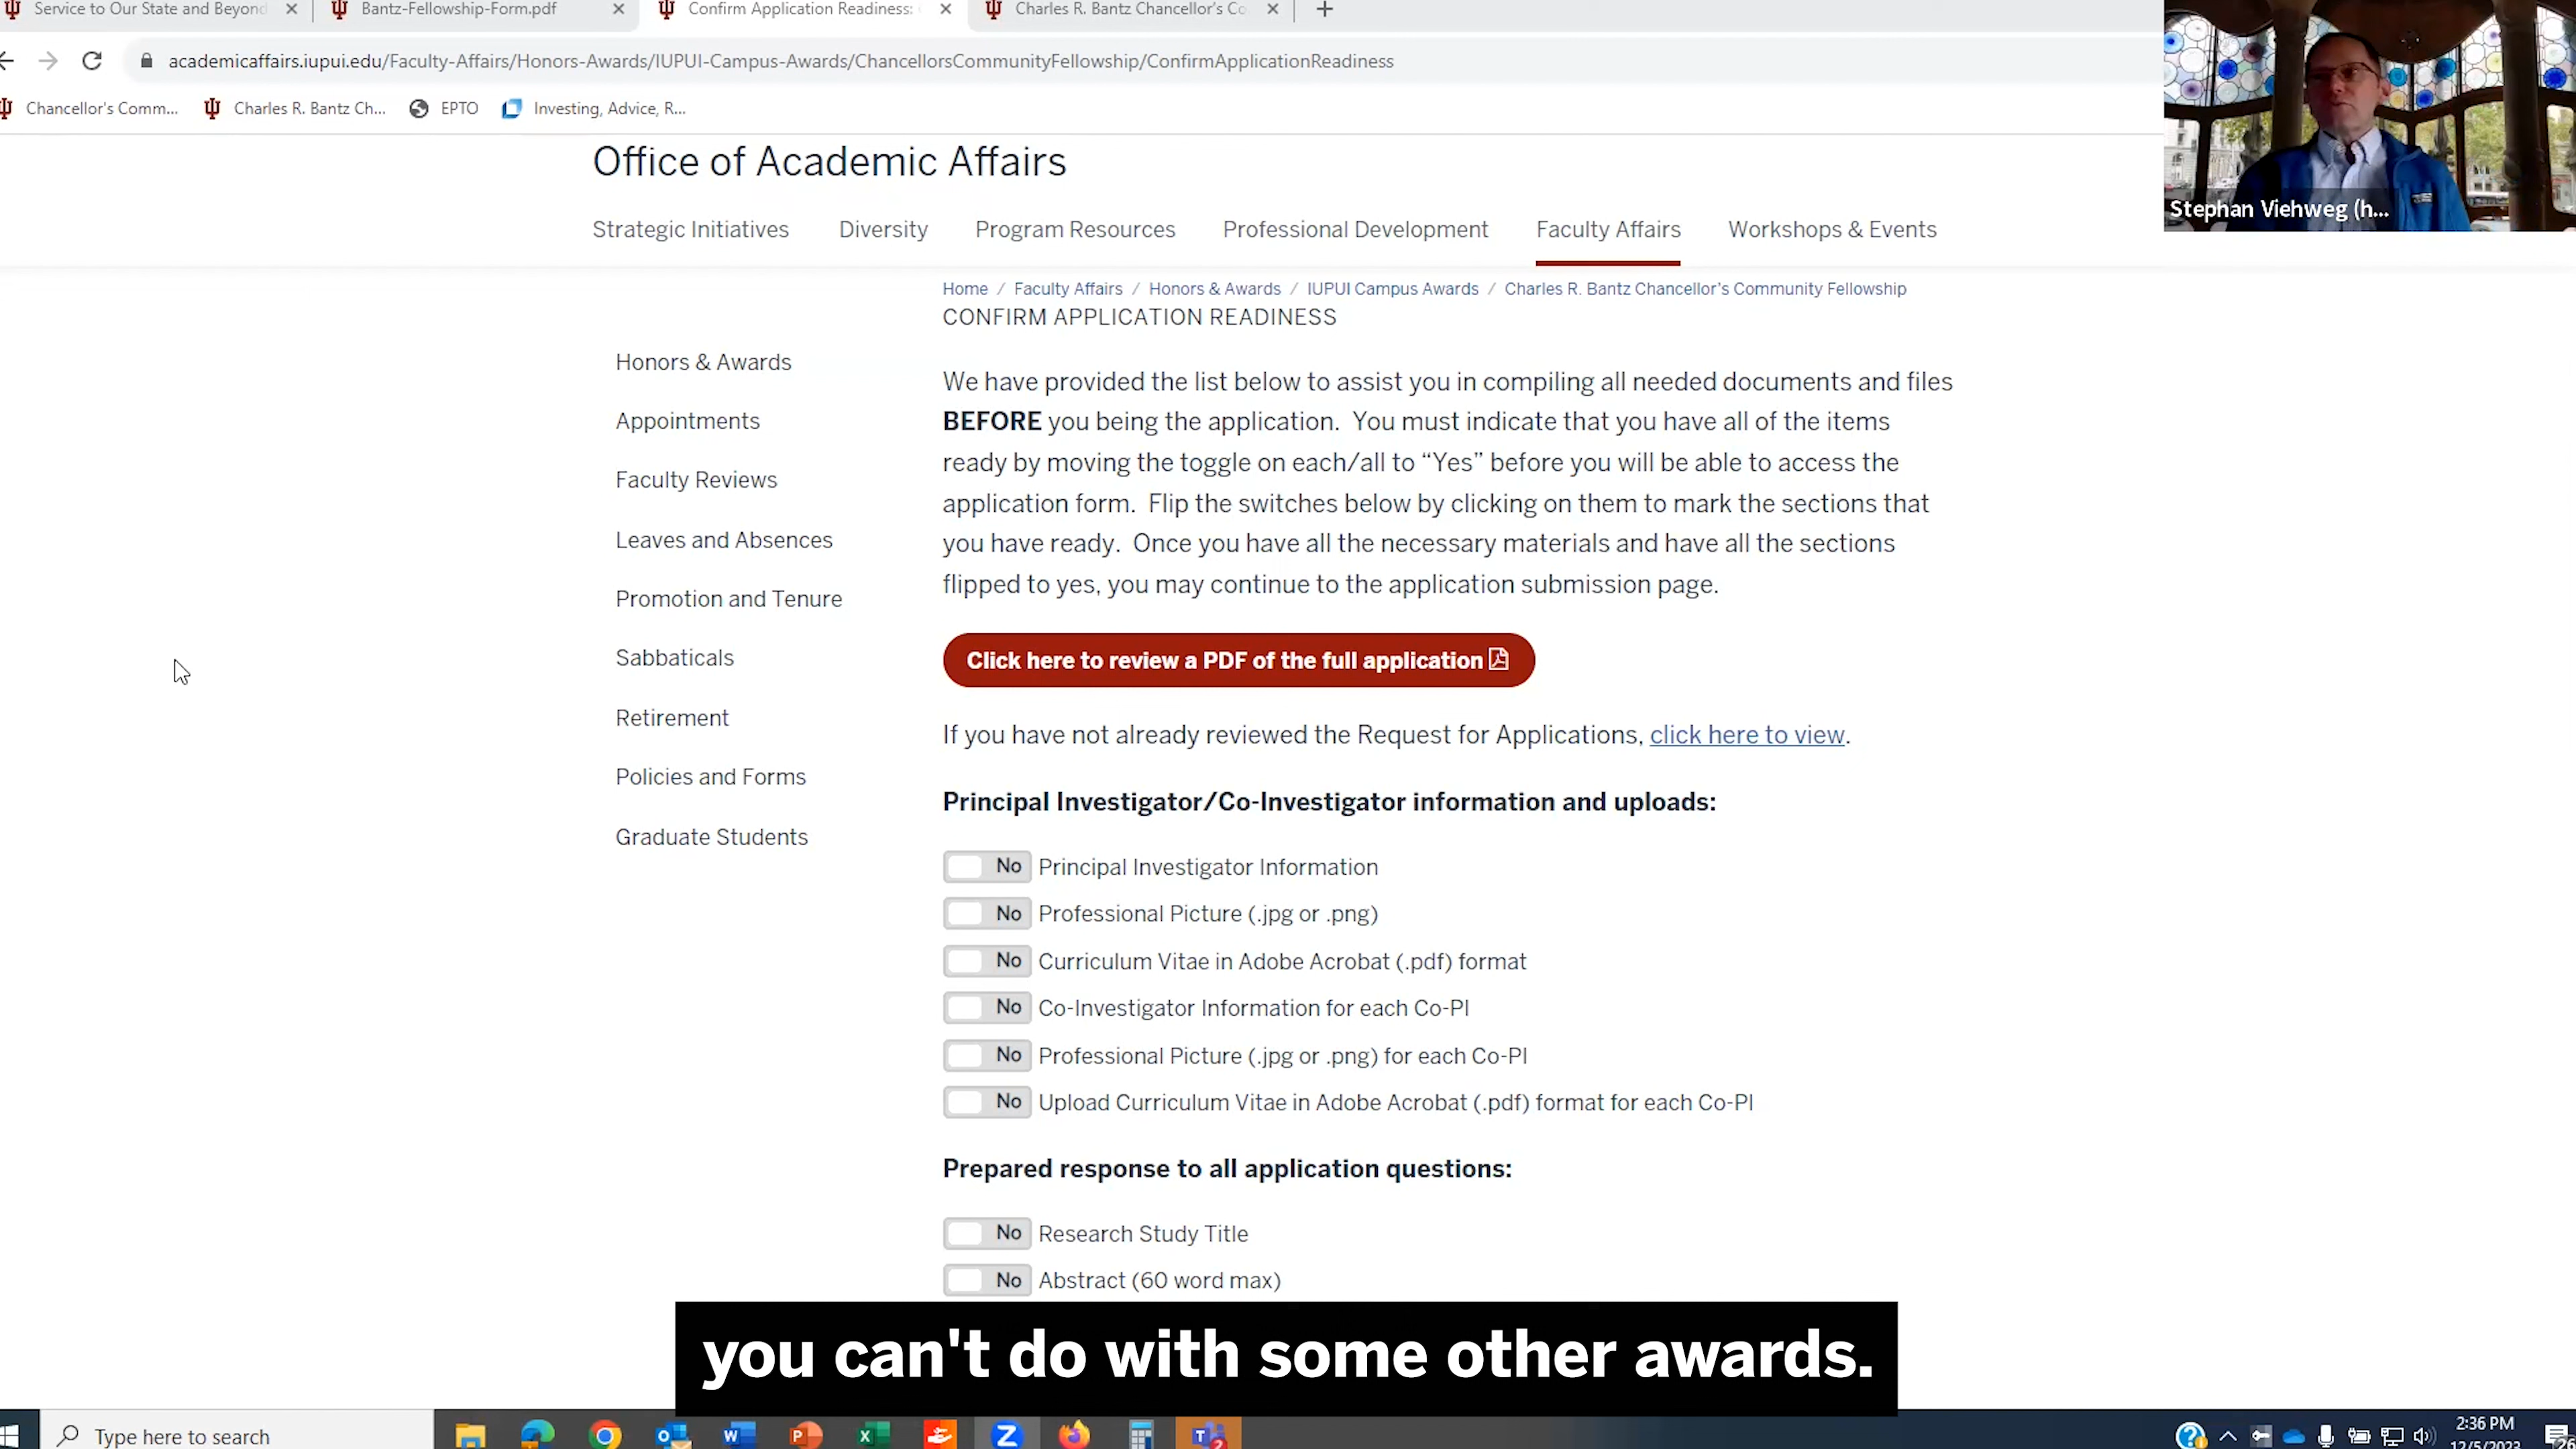 Service to Our State and Beyond
Bantz-Fellowship-Form.pdf
Confirm Application Readiness:
Charles R. Bantz Chancellor's Co
academicaffairs.iupui.edu/Faculty-Affairs/Honors-Awards/IUPUI-Campus-Awards/ChancellorsCommunityFellowship/ConfirmApplicationReadiness
Chancellor's Comm...
Charles R. Bantz Ch...
EPTO
Investing, Advice, R...
Stephan Viehweg (h...
Office of Academic Affairs
Strategic Initiatives
Diversity
Program Resources
Professional Development
Faculty Affairs
Workshops & Events
Home / Faculty Affairs / Honors & Awards / IUPUI Campus Awards / Charles R. Bantz Chancellor's Community Fellowship
CONFIRM APPLICATION READINESS
Honors & Awards
Appointments
Faculty Reviews
Leaves and Absences
Promotion and Tenure
Sabbaticals
Retirement
Policies and Forms
Graduate Students
We have provided the list below to assist you in compiling all needed documents and files
BEFORE you being the application. You must indicate that you have all of the items
ready by moving the toggle on each/all to “Yes” before you will be able to access the
application form. Flip the switches below by clicking on them to mark the sections that
you have ready. Once you have all the necessary materials and have all the sections
flipped to yes, you may continue to the application submission page.
Click here to review a PDF of the full application
If you have not already reviewed the Request for Applications, click here to view.
Principal Investigator/Co-Investigator information and uploads:
No Principal Investigator Information
No Professional Picture (.jpg or .png)
No Curriculum Vitae in Adobe Acrobat (.pdf) format
No Co-Investigator Information for each Co-PI
No Professional Picture (.jpg or .png) for each Co-PI
No Upload Curriculum Vitae in Adobe Acrobat (.pdf) format for each Co-PI
Prepared response to all application questions:
No Research Study Title
No Abstract (60 word max)
you can't do with some other awards.
Type here to search
2:36 PM
12/5/2023